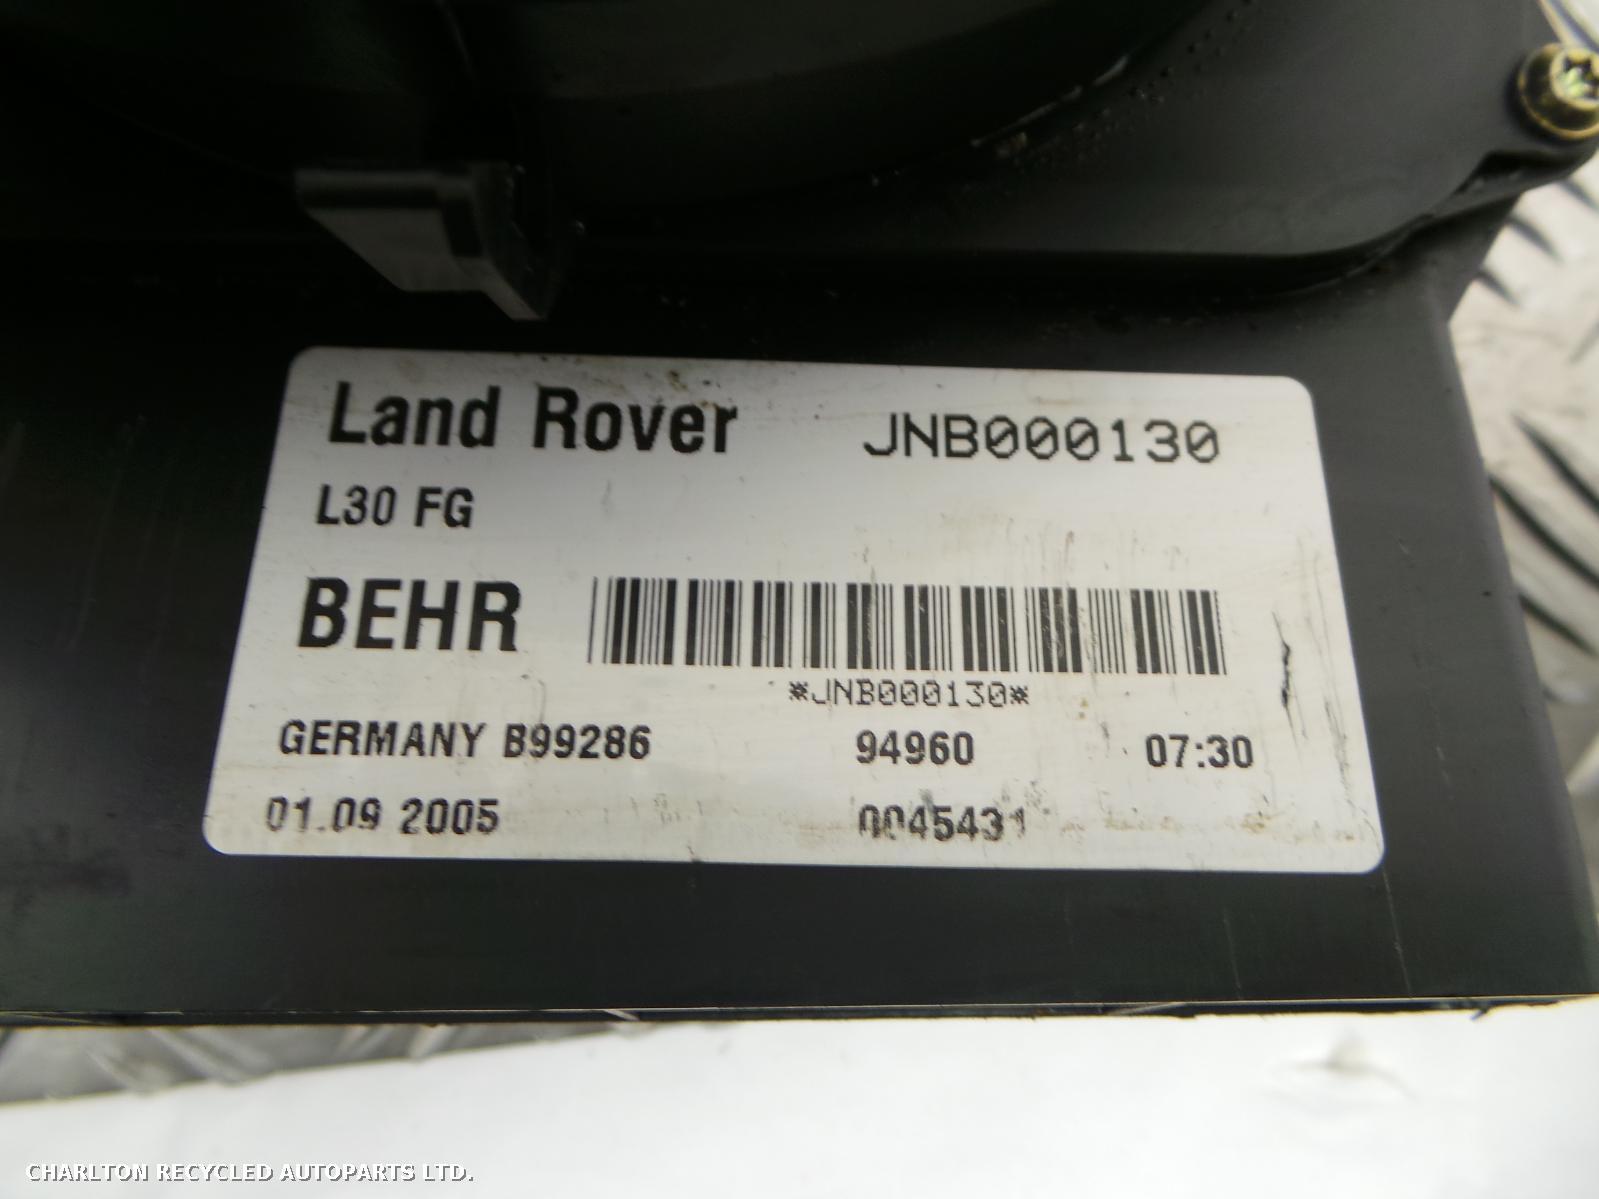 Land Rover JNB000130
L30 FG
BEHR
*JNB000130*
GERMANY B99286 94960 07:30
01.09 2005 0045431
CHARLTON RECYCLED AUTOPARTS LTD.